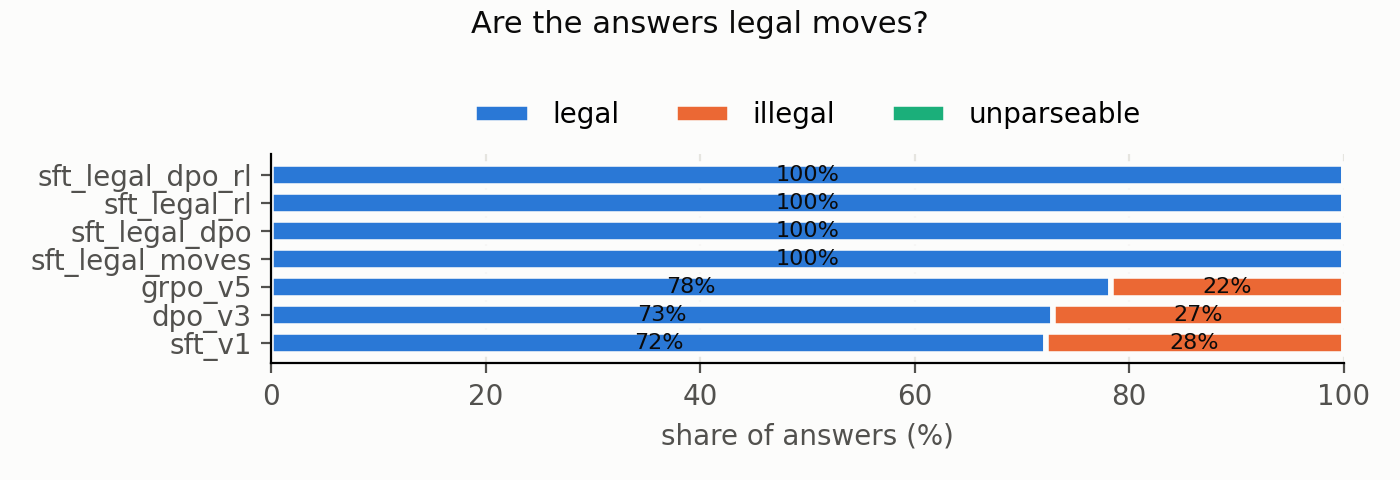 Are the answers legal moves?
legal illegal unparseable
sft_legal_dpo_rl 100%
sft_legal_rl 100%
sft_legal_dpo 100%
sft_legal_moves 100%
grpo_v5 78% 22%
dpo_v3 73% 27%
sft_v1 72% 28%
0 20 40 60 80 100
share of answers (%)